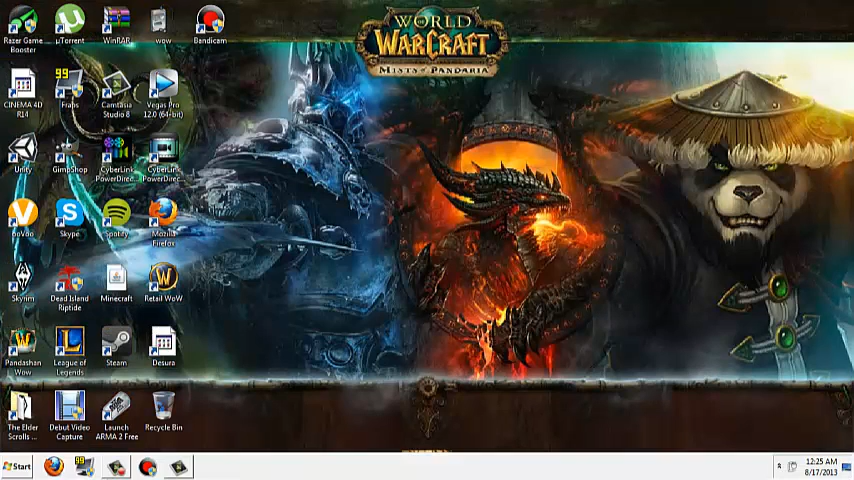 WORLD
OF
WARCRAFT
MISTS OF PANDARIA
Razer Game
Booster
µTorrent
WinRAR
wow
Bandicam
CINEMA 4D
R14
99
Fraps
Camtasia
Studio 8
Vegas Pro
12.0 (64-bit)
Unity
GimpShop
CyberLink
PowerDirec...
CyberLink
PowerDirec...
ooVoo
Skype
Spotify
Mozilla
Firefox
Skyrim
Dead Island
Riptide
Minecraft
Retail WoW
Pandashan
Wow
League of
Legends
Steam
Desura
The Elder
Scrolls ...
Debut Video
Capture
Launch
ARMA 2 Free
Recycle Bin
Start
99
12:25 AM
8/17/2013